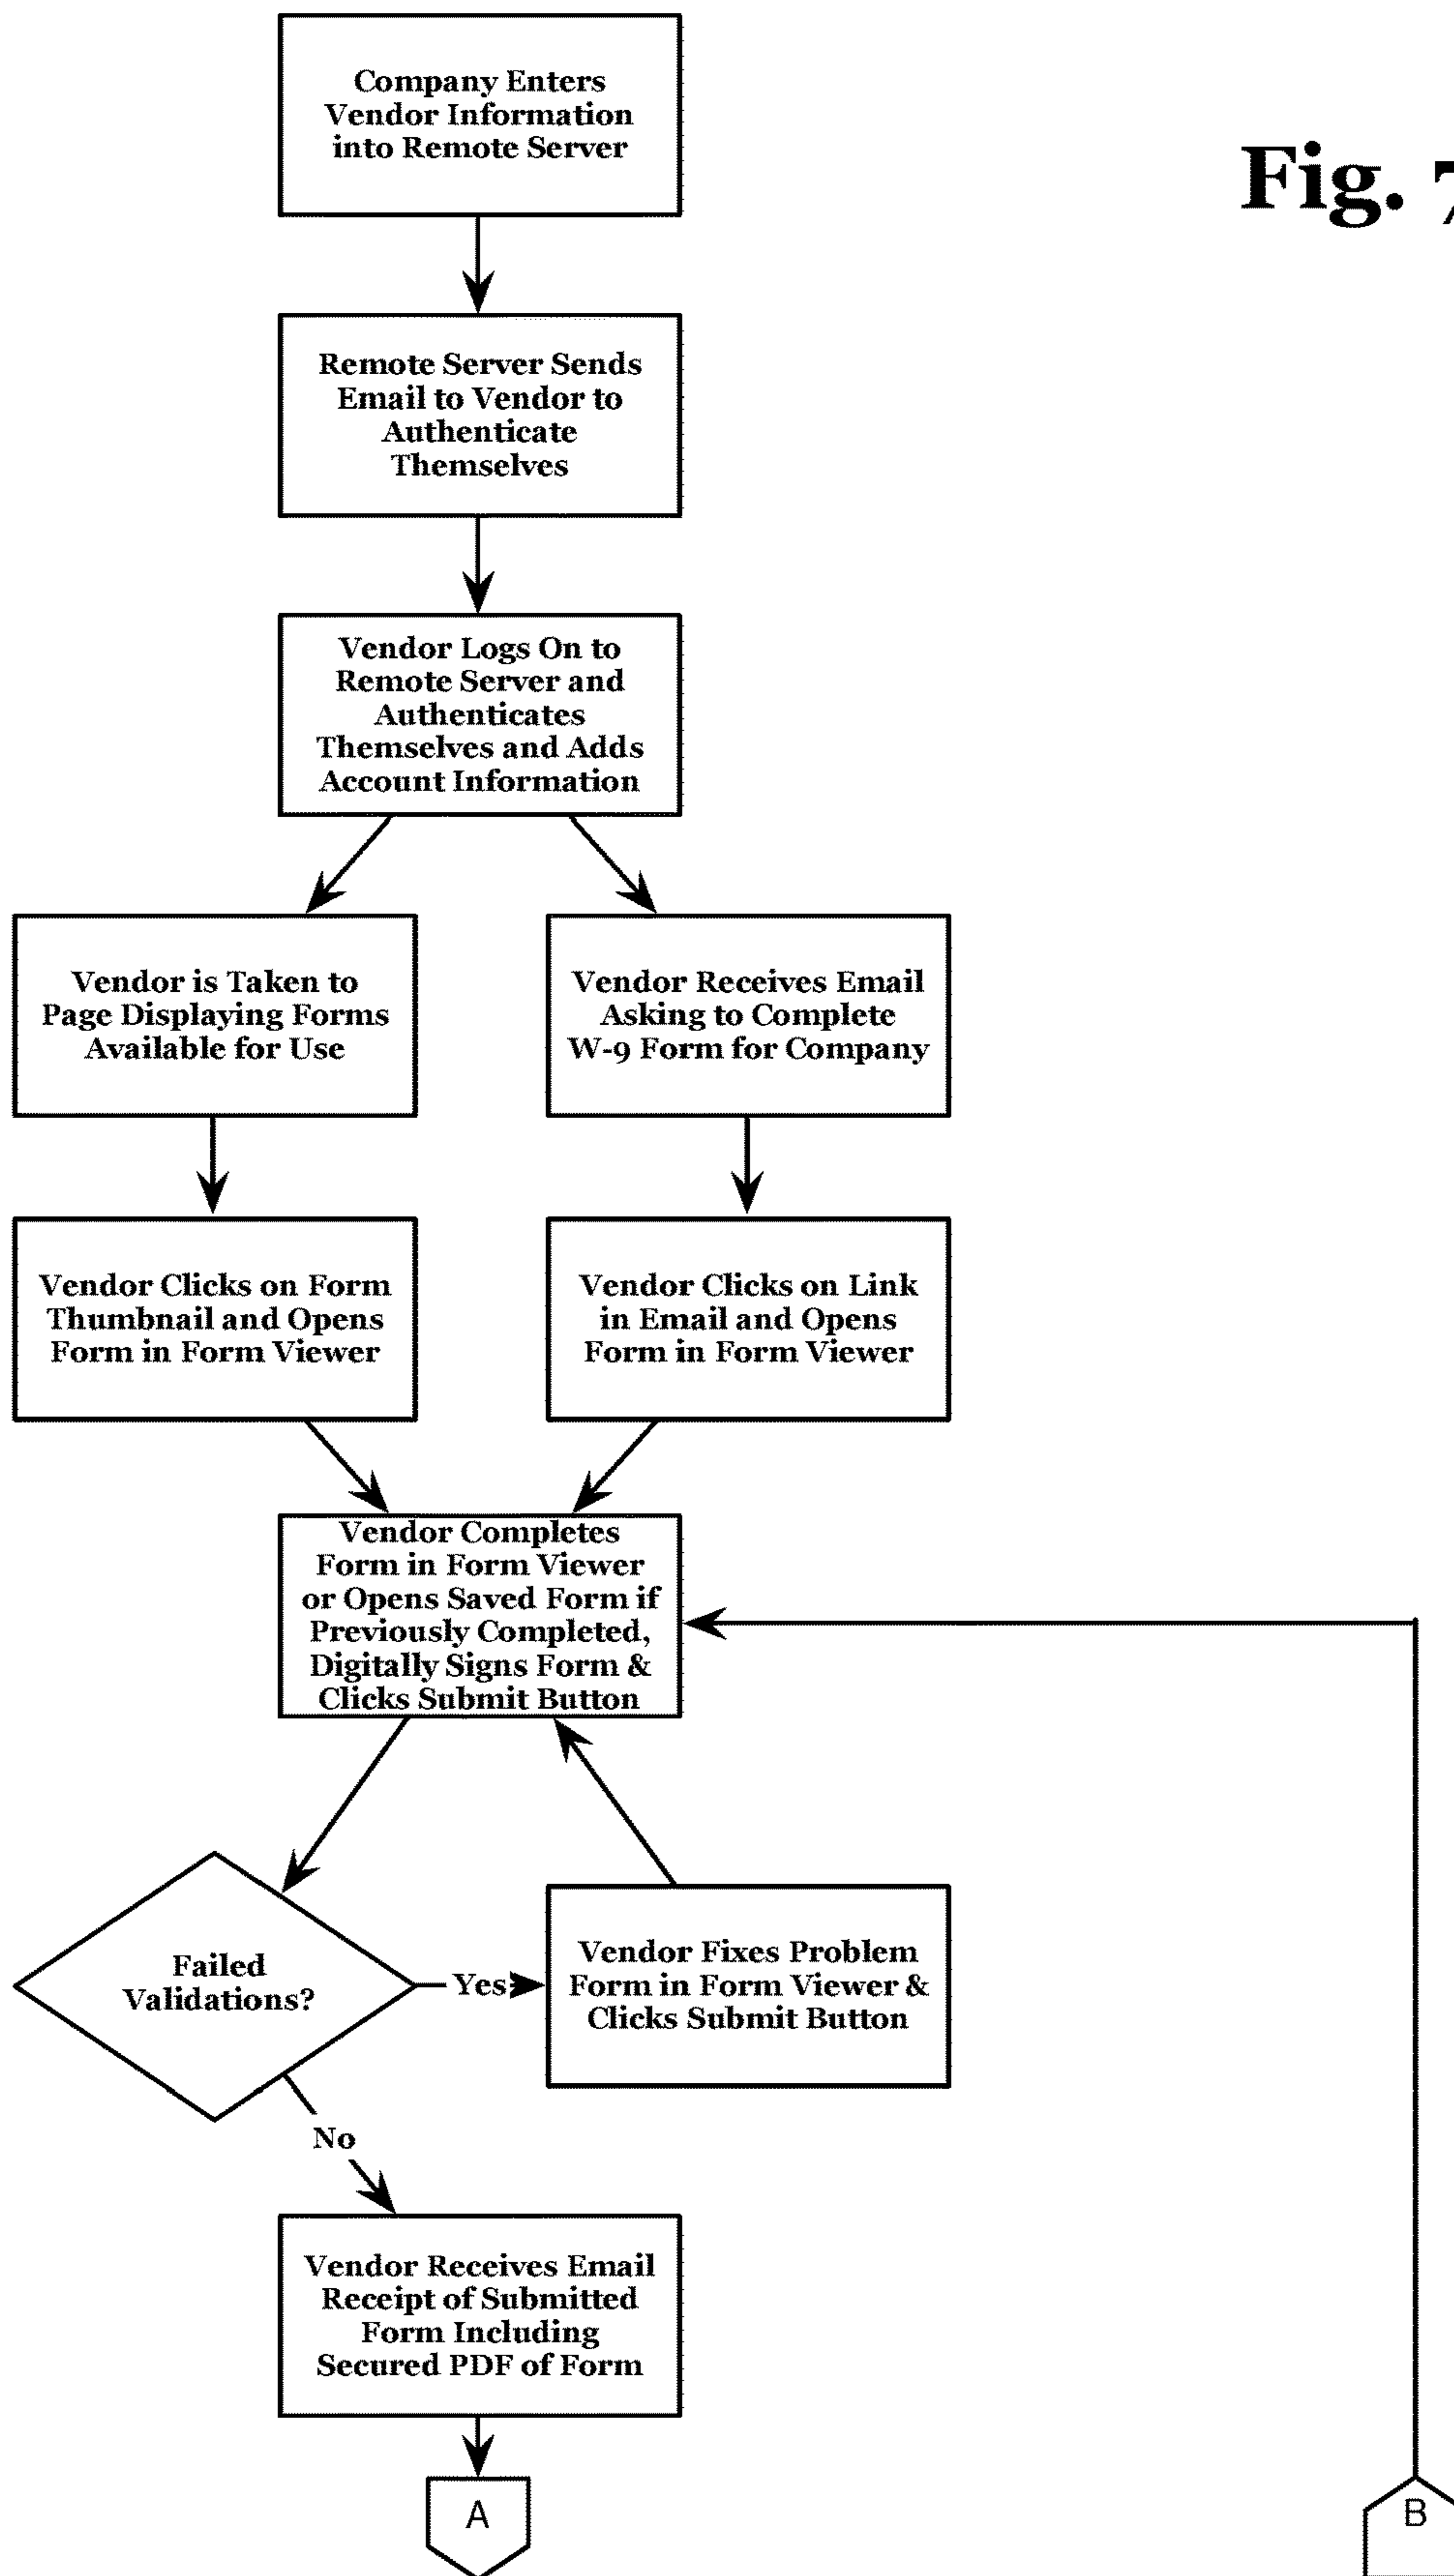 Company Enters
Vendor Information
into Remote Server
Fig. 7
Remote Server Sends
Email to Vendor to
Authenticate
Themselves
Vendor Logs On to
Remote Server and
Authenticates
Themselves and Adds
Account Information
Vendor is Taken to
Page Displaying Forms
Available for Use
Vendor Receives Email
Asking to Complete
W-9 Form for Company
Vendor Clicks on Form
Thumbnail and Opens
Form in Form Viewer
Vendor Clicks on Link
in Email and Opens
Form in Form Viewer
Vendor Completes
Form in Form Viewer
or Opens Saved Form if
Previously Completed,
Digitally Signs Form &
Clicks Submit Button
Failed
Validations?
Yes
Vendor Fixes Problem
Form in Form Viewer &
Clicks Submit Button
No
Vendor Receives Email
Receipt of Submitted
Form Including
Secured PDF of Form
A
B